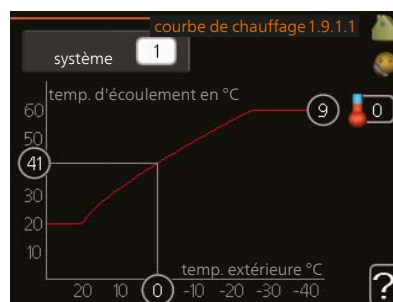 courbe de chauffage 1.9.1.1
système 1
temp. d'écoulement en °C
60
9
0
50
41
30
20
10
temp. extérieure °C
20 10 0 -10 -20 -30 -40
?